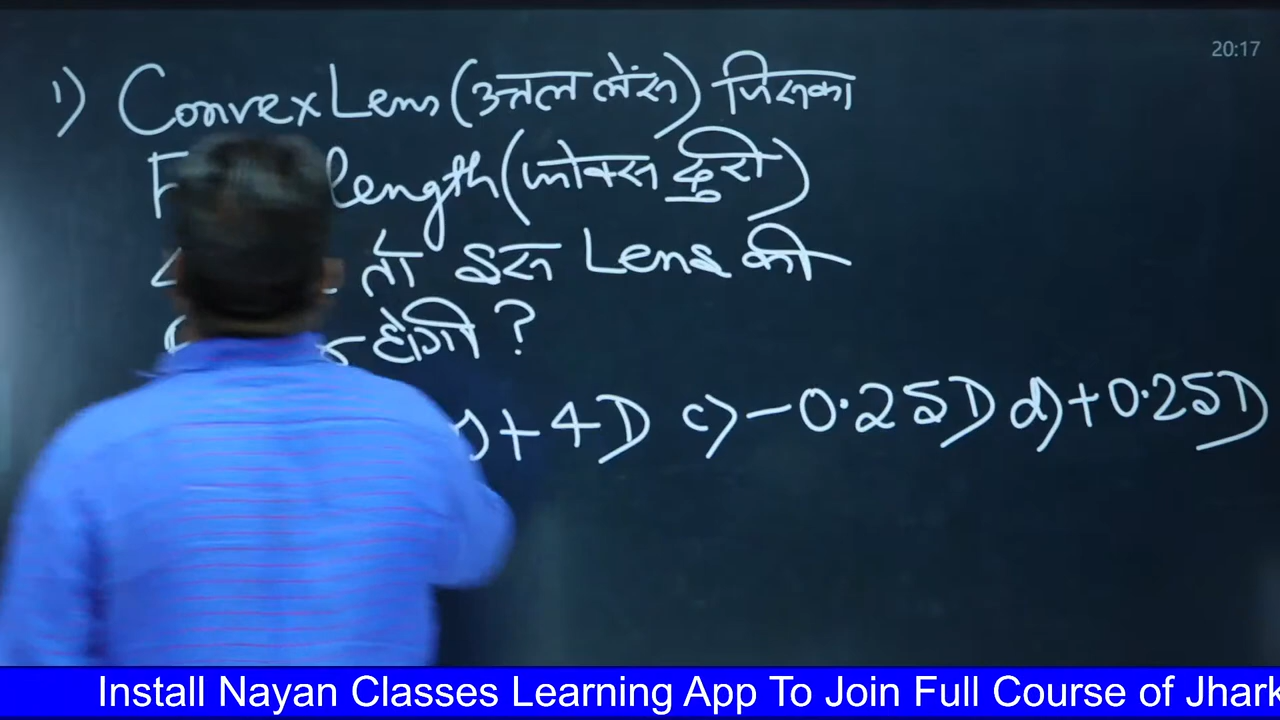 20:17
1) Convex Lens (उत्तल लेंस) जिसका
length (फोकस दुरी)
तो इस Lens की
होगी ?
+4D c) -0.25D d) +0.25D
Install Nayan Classes Learning App To Join Full Course of Jhark